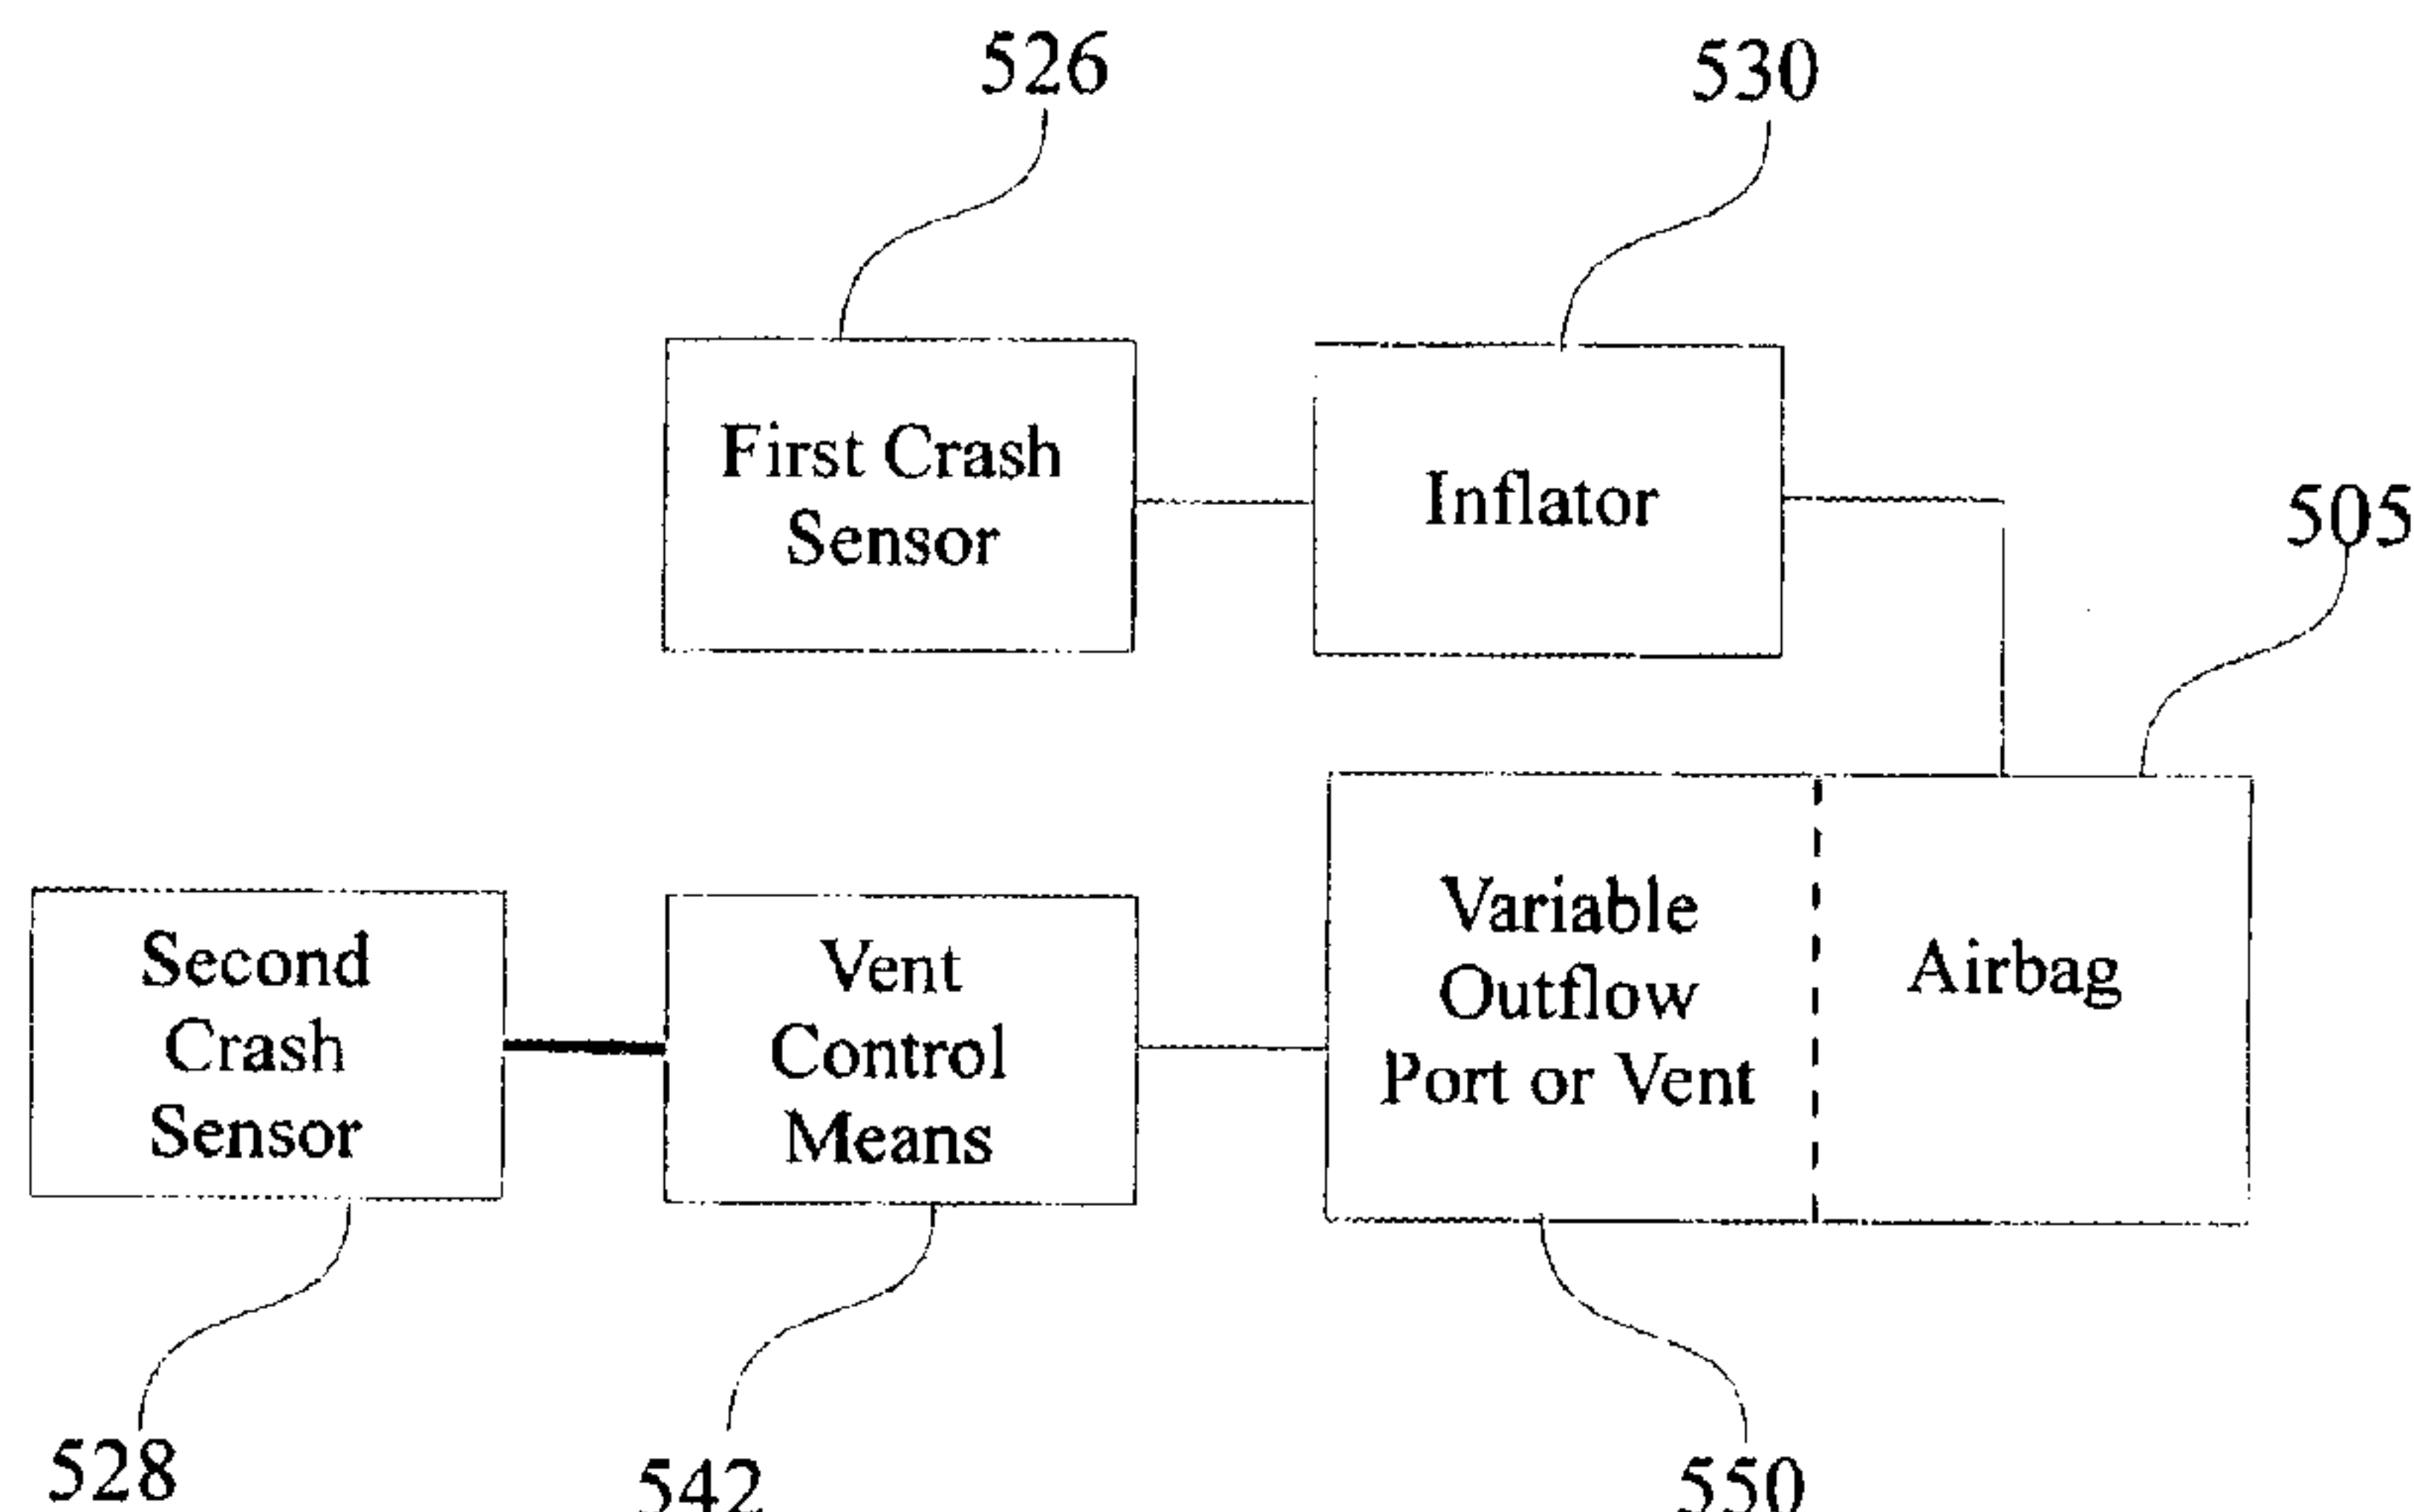 526
530
First Crash
Sensor
Inflator
505
Second
Crash
Sensor
Vent
Control
Means
Variable
Outflow
Port or Vent
Airbag
528
542
550